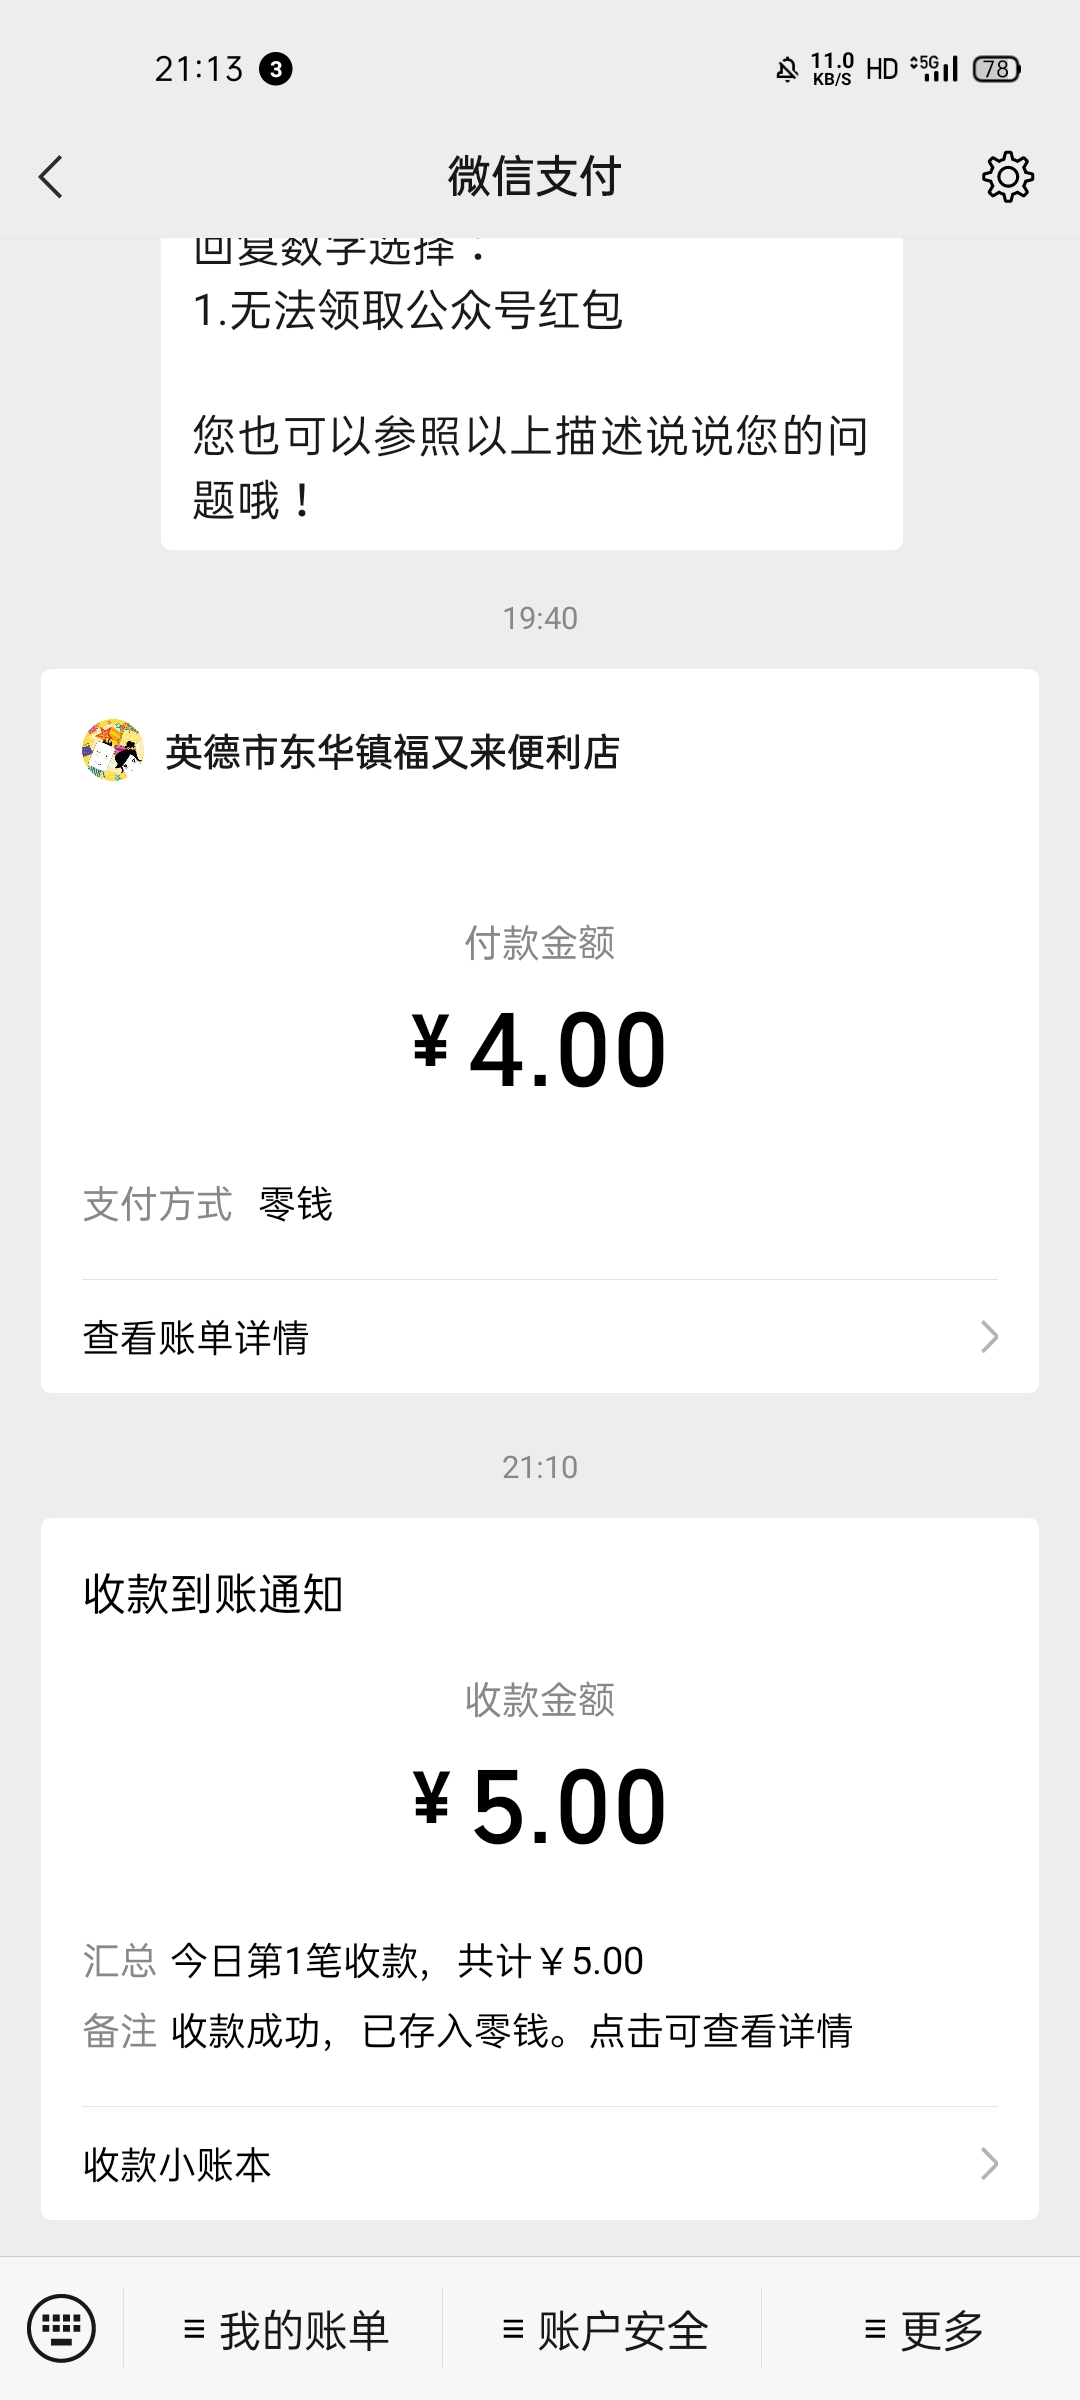 21:13 3 11.0 KB/S HD 5G 78
微信支付
回复数字选择：
1.无法领取公众号红包
您也可以参照以上描述说说您的问
题哦！
19:40
英德市东华镇福又来便利店
付款金额
¥4.00
支付方式 零钱
查看账单详情
21:10
收款到账通知
收款金额
¥5.00
汇总 今日第1笔收款，共计￥5.00
备注 收款成功，已存入零钱。点击可查看详情
收款小账本
我的账单 账户安全 更多